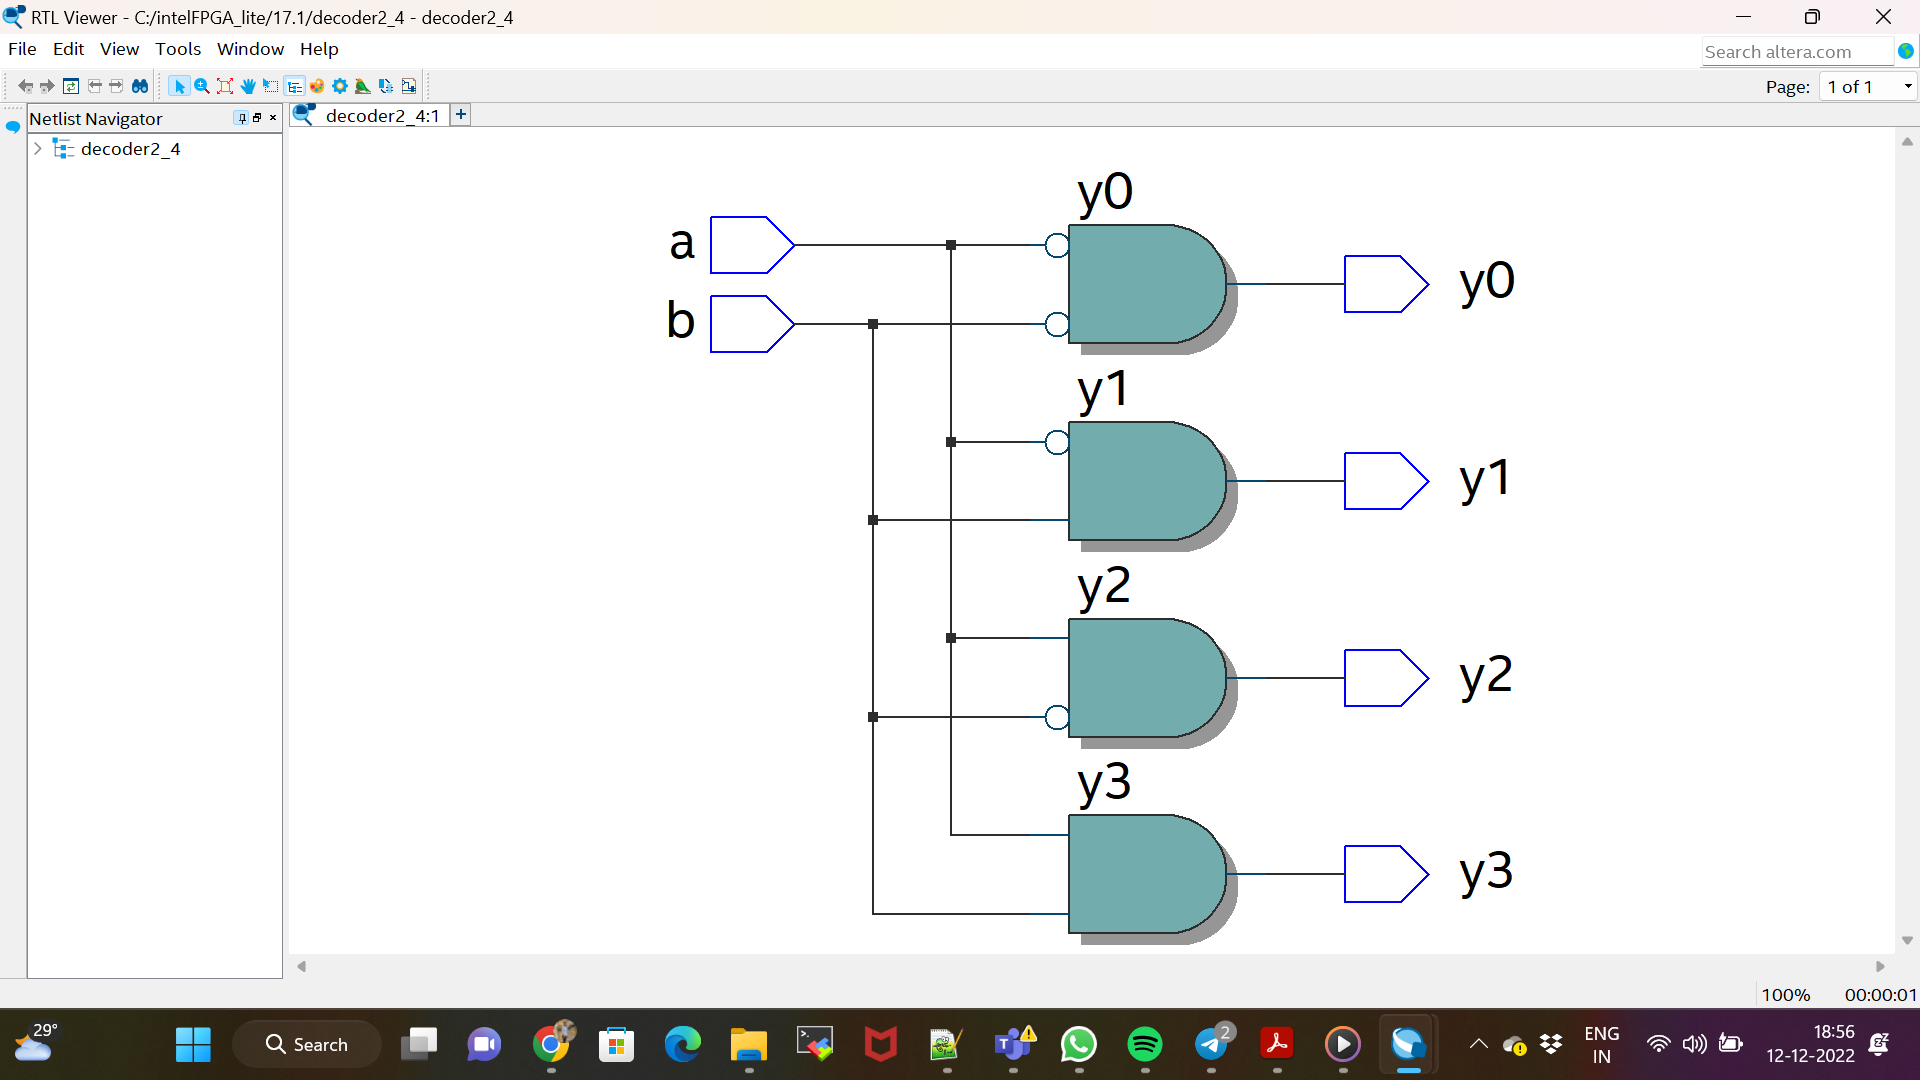 RTL Viewer - C:/intelFPGA_lite/17.1/decoder2_4 - decoder2_4
File Edit View Tools Window Help
Search altera.com
Page: 1 of 1
Netlist Navigator
decoder2_4:1
decoder2_4
y0
a
y0
b
y1
y1
y2
y2
y3
y3
100% 00:00:01
29°
Search
2
ENG
IN
18:56
12-12-2022